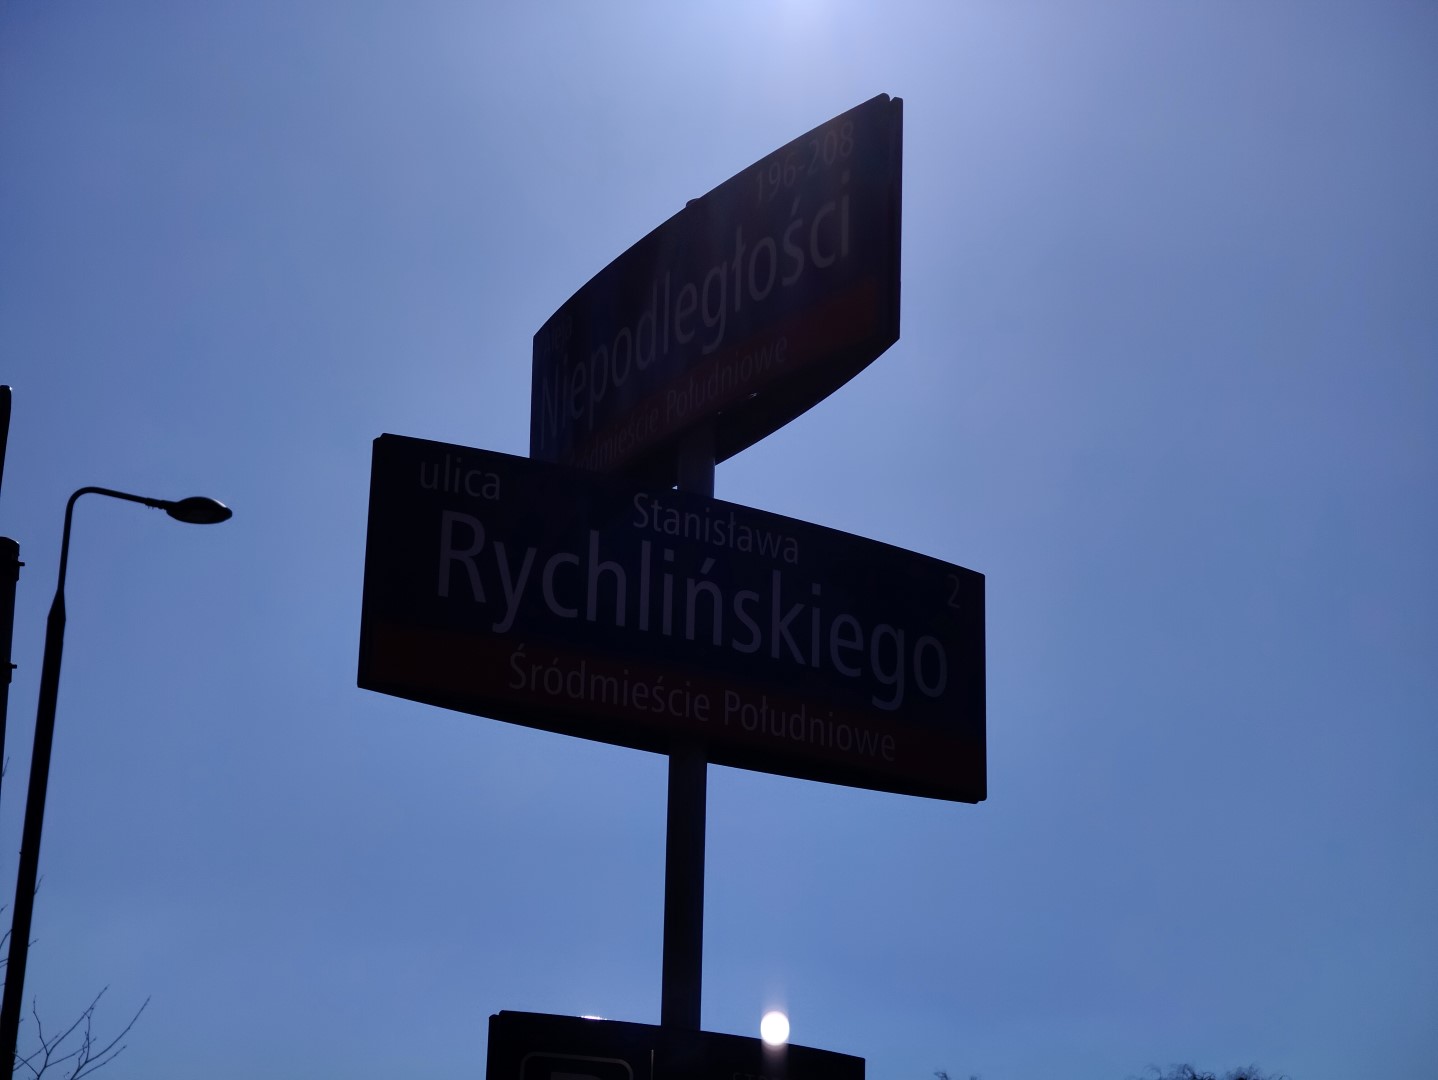 196-208
Niepodległości
Śródmieście Południowe
ulica
Stanisława
Rychlińskiego
2
Śródmieście Południowe